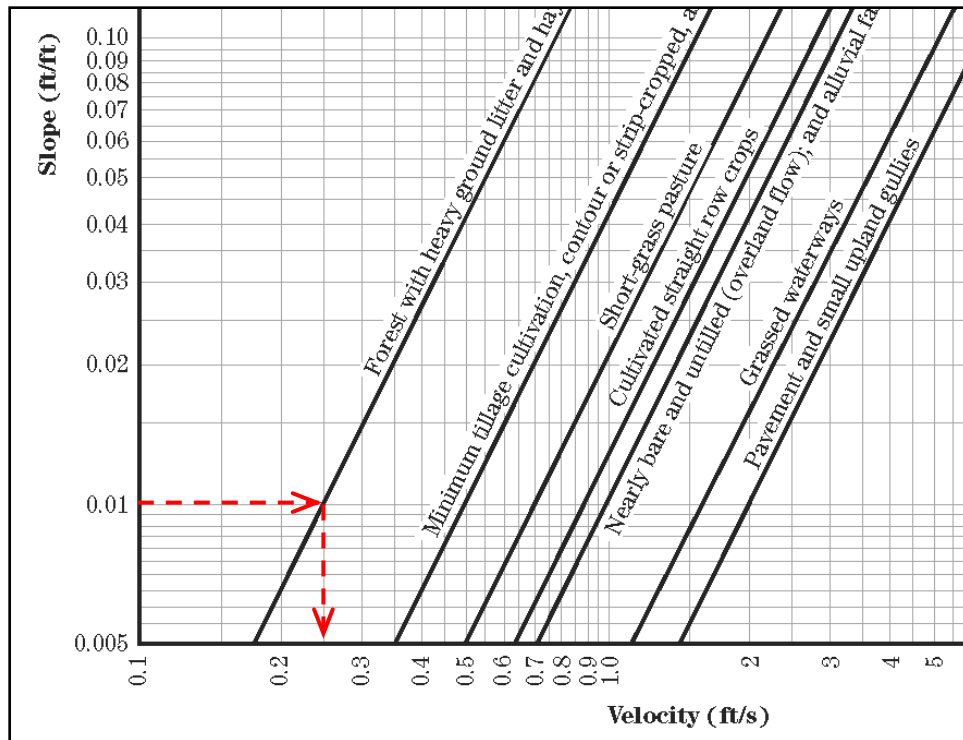 Slope (ft/ft)
0.10
0.09
0.08
0.07
0.06
0.05
0.04
0.03
0.02
0.01
0.005
Forest with heavy ground litter and hay
Minimum tillage cultivation, contour or strip-cropped, a
Short-grass pasture
Cultivated straight row crops
Nearly bare and untilled (overland flow); and alluvial fa
Grassed waterways
Pavement and small upland gullies
0.1
0.2
0.3
0.4
0.5
0.6
0.7
0.8
0.9
1.0
2
3
4
5
Velocity (ft/s)